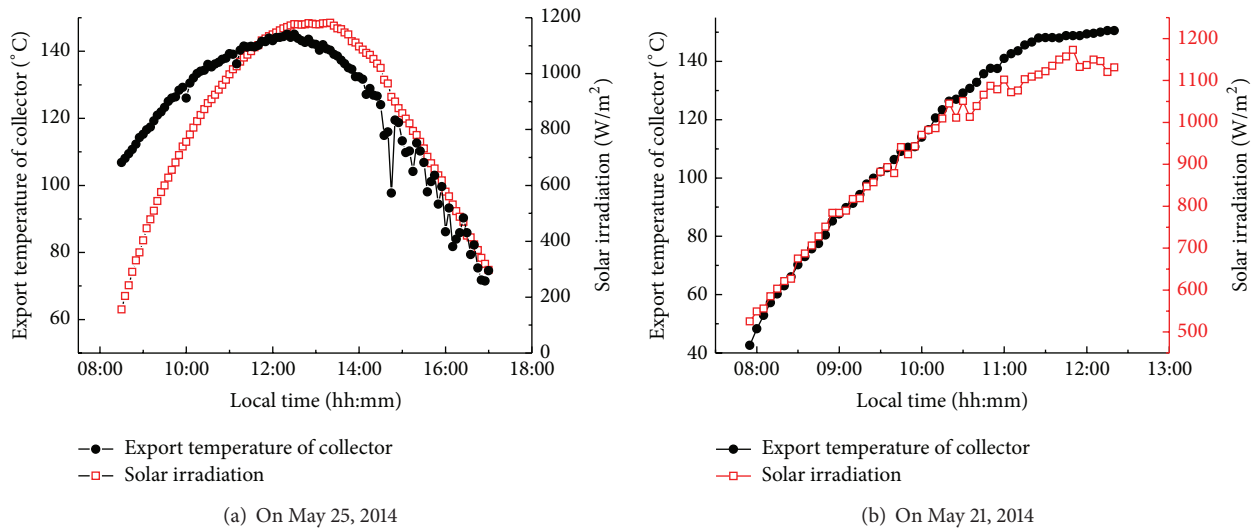 Export temperature of collector (°C)
140
120
100
80
60
1200
1000
800
600
400
200
0
Solar irradiation (W/m²)
08:00 10:00 12:00 14:00 16:00 18:00
Local time (hh:mm)
Export temperature of collector
Solar irradiation
(a) On May 25, 2014
Export temperature of collector (°C)
150
140
120
100
80
60
40
1200
1100
1000
900
800
700
600
500
Solar irradiation (W/m²)
08:00 09:00 10:00 11:00 12:00 13:00
Local time (hh:mm)
Export temperature of collector
Solar irradiation
(b) On May 21, 2014